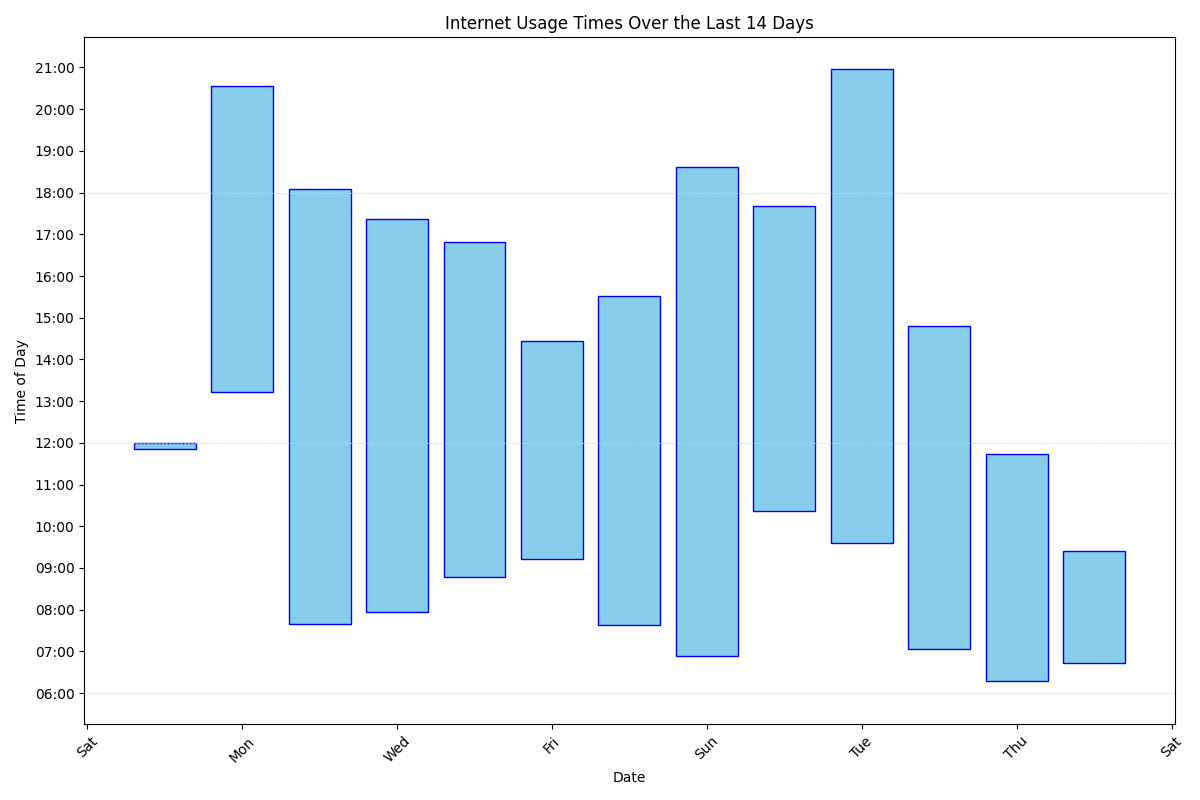 Internet Usage Times Over the Last 14 Days
21:00
20:00
19:00
18:00
17:00
16:00
15:00
14:00
13:00
12:00
11:00
10:00
09:00
08:00
07:00
06:00
Time of Day
Sat
Mon
Wed
Fri
Sun
Tue
Thu
Sat
Date